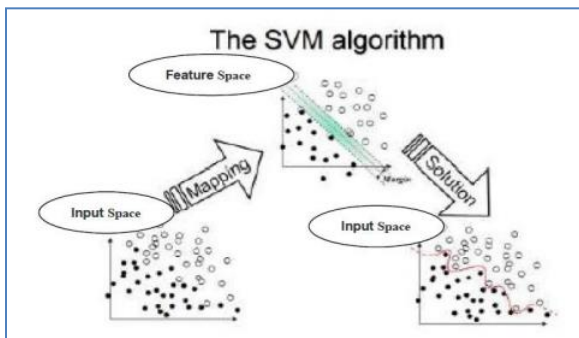 The SVM algorithm
Feature Space
Mapping
Margin
Solution
Input Space
Input Space